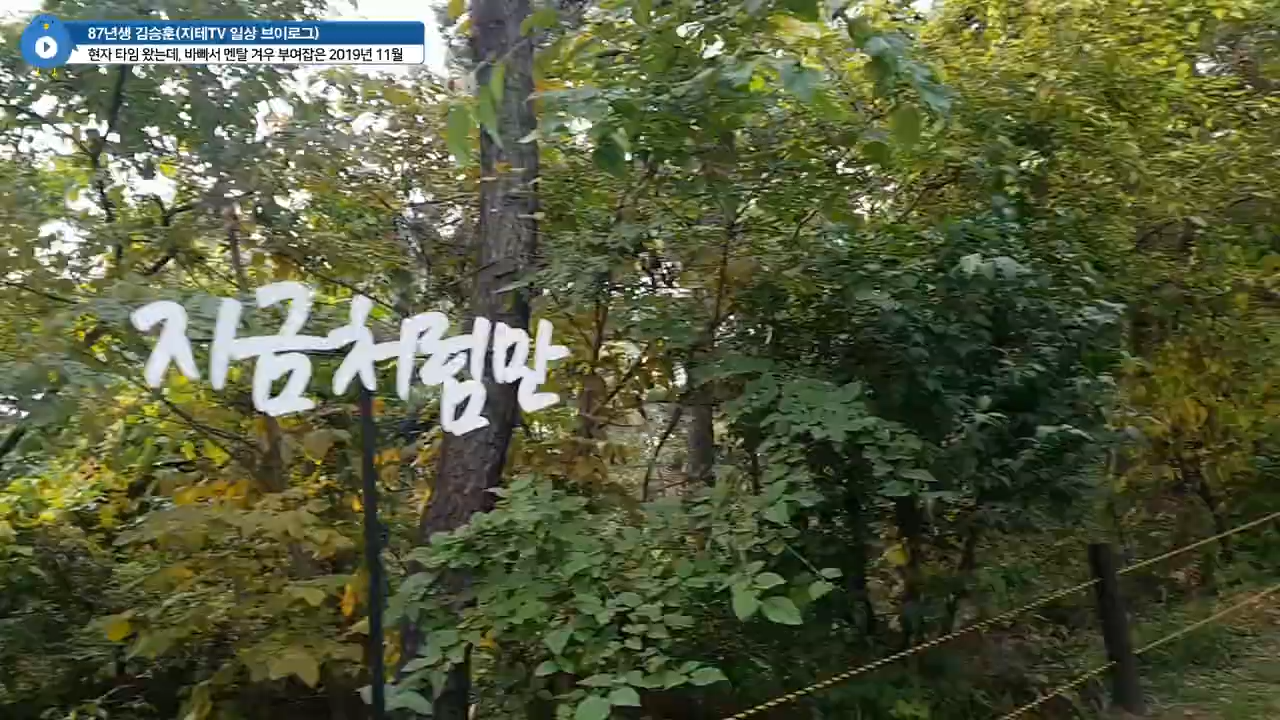 87년생 김승훈(지테TV 일상 브이로그)
현자 타임 왔는데, 바빠서 멘탈 겨우 부여잡은 2019년 11월
지금처럼만